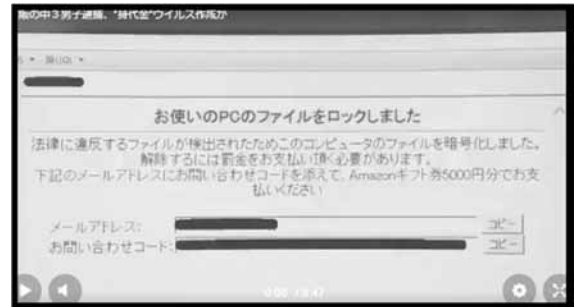 の中3男子逮捕、"身代金"ウイルス作成か
お使いのPCのファイルをロックしました
法律に違反するファイルが検出されたためこのコンピュータのファイルを暗号化しました。
解除するには罰金をお支払い頂く必要があります。
下記のメールアドレスにお問い合わせコードを添えて、Amazonギフト券5000円分でお支
払いください
メールアドレス:
コピー
お問い合わせコード:
コピー